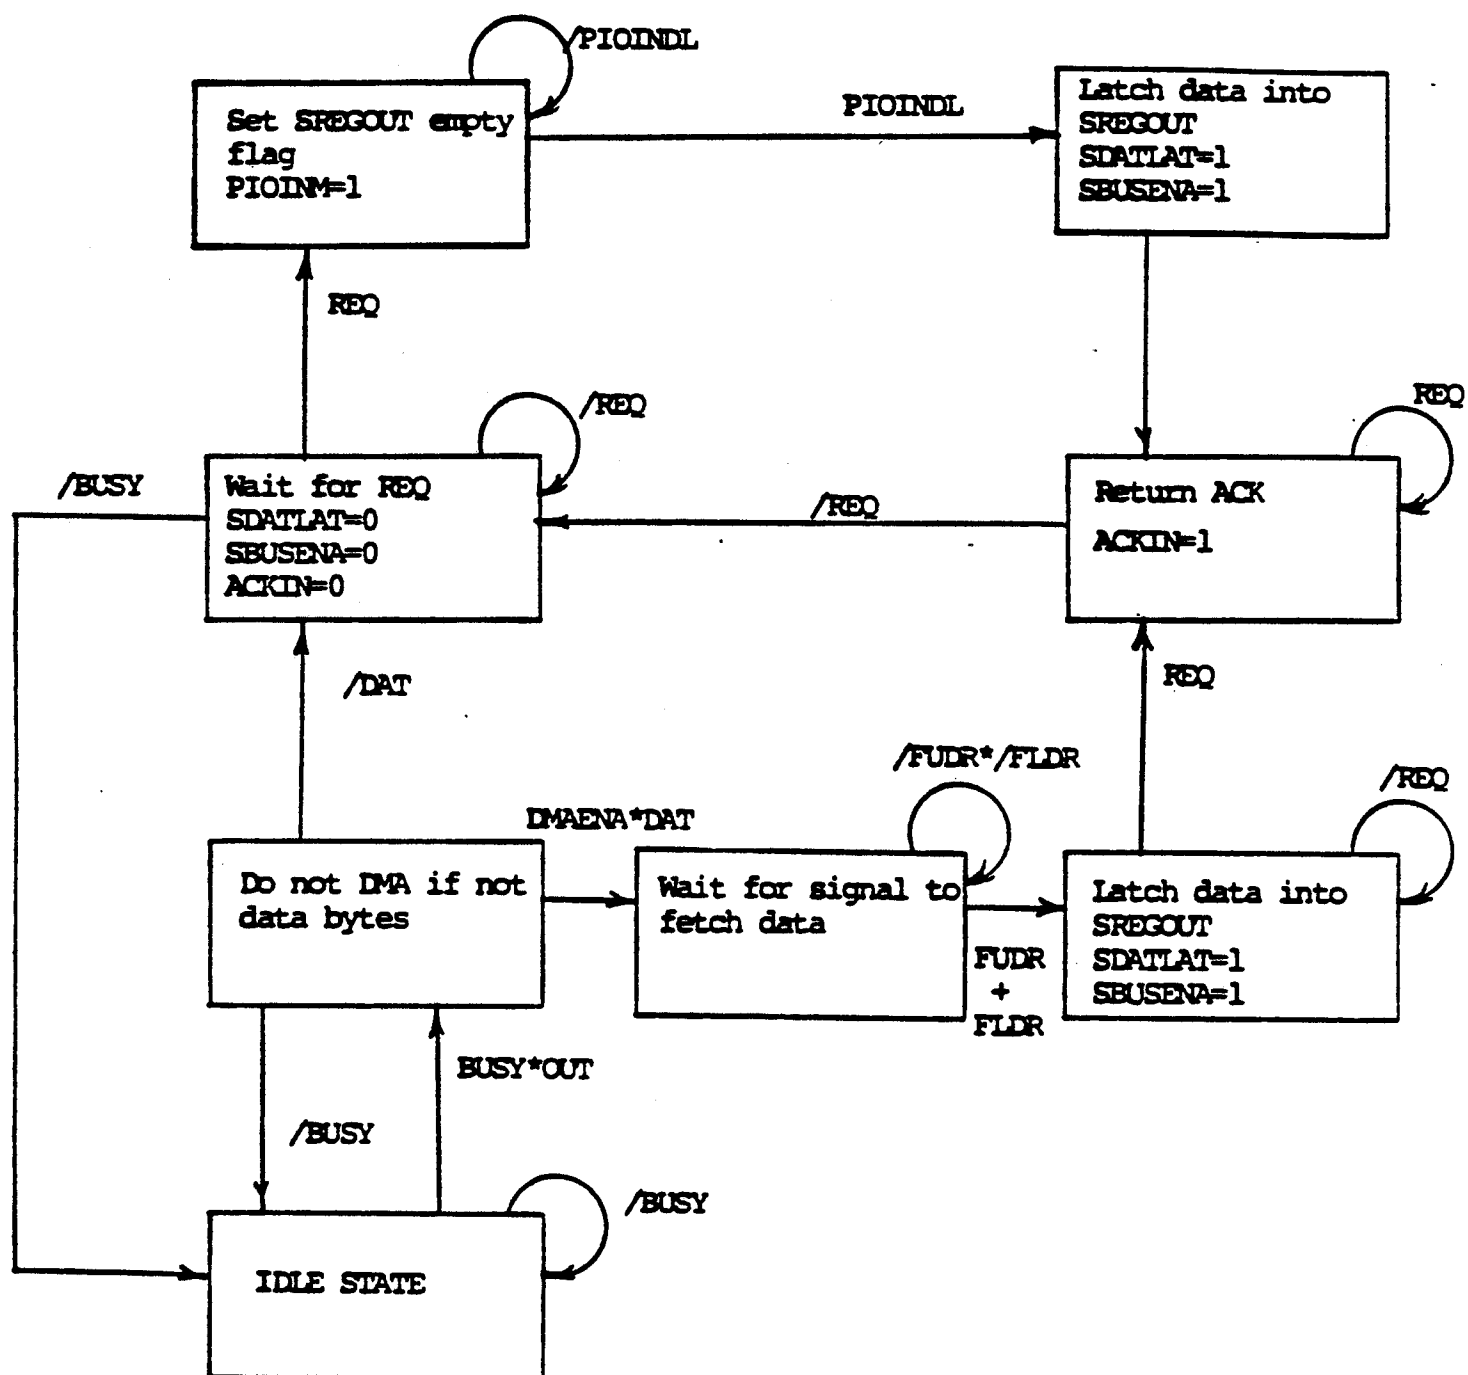 /PIOINDL
Set SREGOUT empty
flag
PIOINM=1
PIOINDL
Latch data into
SREGOUT
SDATLAT=1
SBUSENA=1
REQ
/REQ
REQ
/BUSY
Wait for REQ
SDATLAT=0
SBUSENA=0
ACKIN=0
/REQ
Return ACK
ACKIN=1
/DAT
REQ
/FUDR*/FLDR
/REQ
DMAENA*DAT
Do not DMA if not
data bytes
Wait for signal to
fetch data
FUDR
+
FLDR
Latch data into
SREGOUT
SDATLAT=1
SBUSENA=1
BUSY*OUT
/BUSY
/BUSY
IDLE STATE